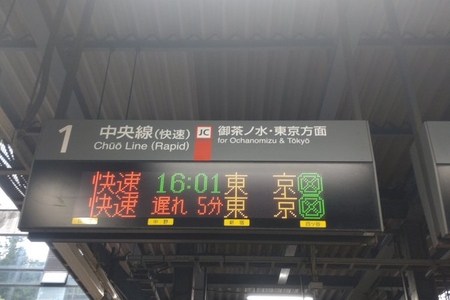 1 中央線(快速) JC 御茶ノ水・東京方面
Chūō Line (Rapid) for Ochanomizu & Tōkyō
快速 16:01 東京
快速 遅れ 5分 東京